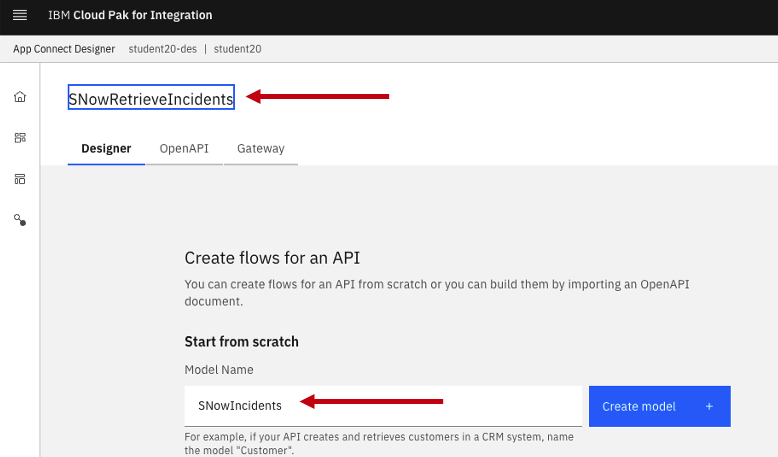 IBM Cloud Pak for Integration
App Connect Designer student20-des | student20
SNowRetrieveIncidents
Designer OpenAPI Gateway
Create flows for an API
You can create flows for an API from scratch or you can build them by importing an OpenAPI
document.
Start from scratch
Model Name
SNowIncidents
Create model +
For example, if your API creates and retrieves customers in a CRM system, name
the model "Customer".